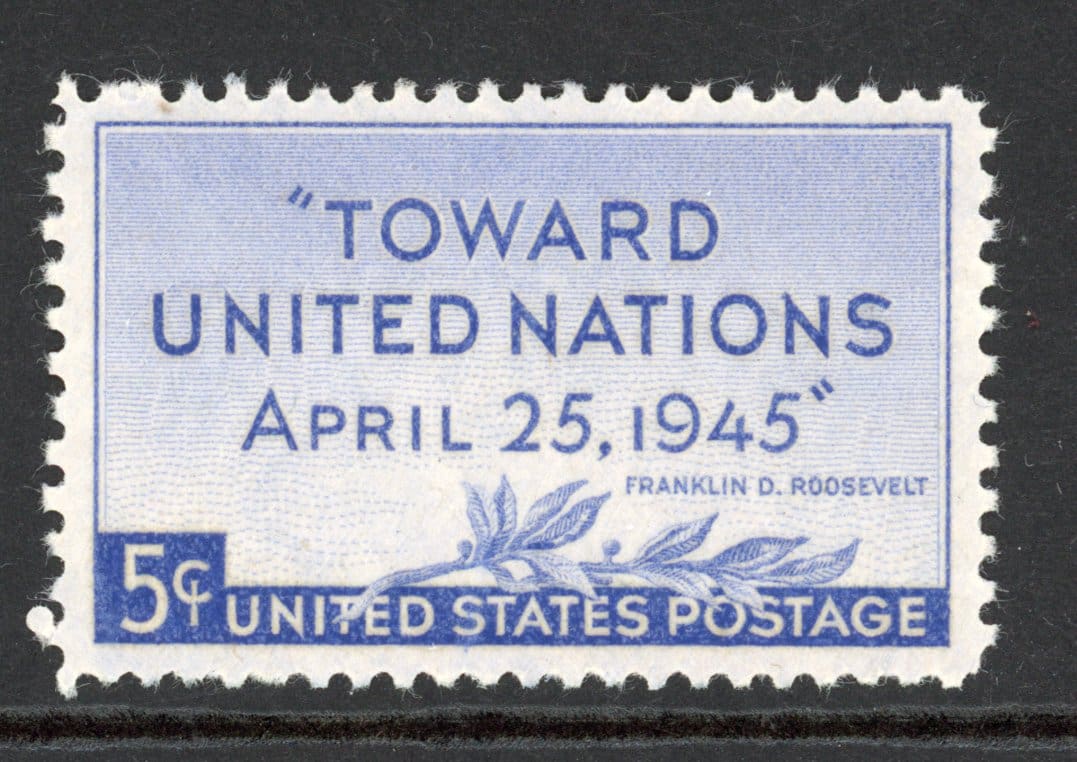 “TOWARD
UNITED NATIONS
APRIL 25, 1945”
FRANKLIN D. ROOSEVELT
5¢
UNITED STATES POSTAGE